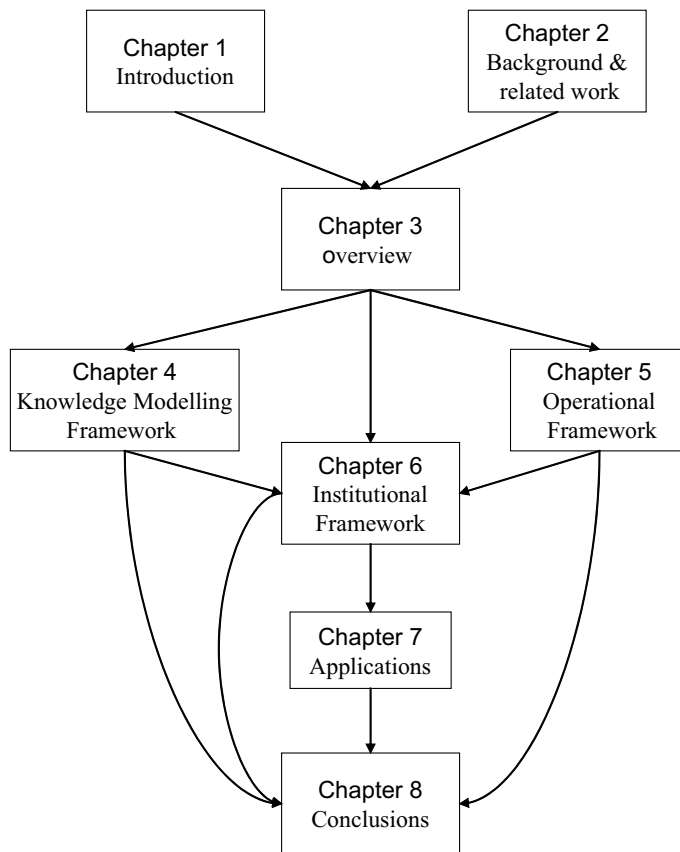 Chapter 1
Introduction
Chapter 2
Background &
related work
Chapter 3
overview
Chapter 4
Knowledge Modelling
Framework
Chapter 5
Operational
Framework
Chapter 6
Institutional
Framework
Chapter 7
Applications
Chapter 8
Conclusions